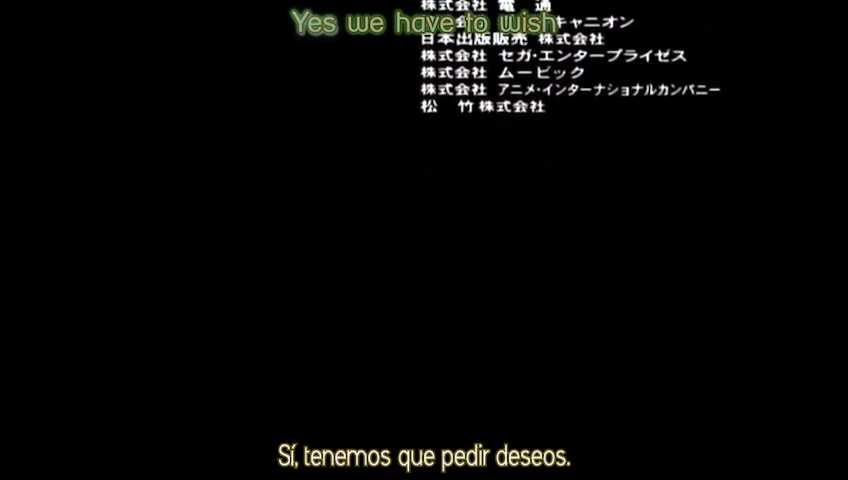 株式会社 電 通
Yes we have to wish
キャニオン
日本出版販売 株式会社
株式会社 セガ・エンタープライゼス
株式会社 ムービック
株式会社 アニメ・インターナショナルカンパニー
松 竹 株式会社
Sí, tenemos que pedir deseos.